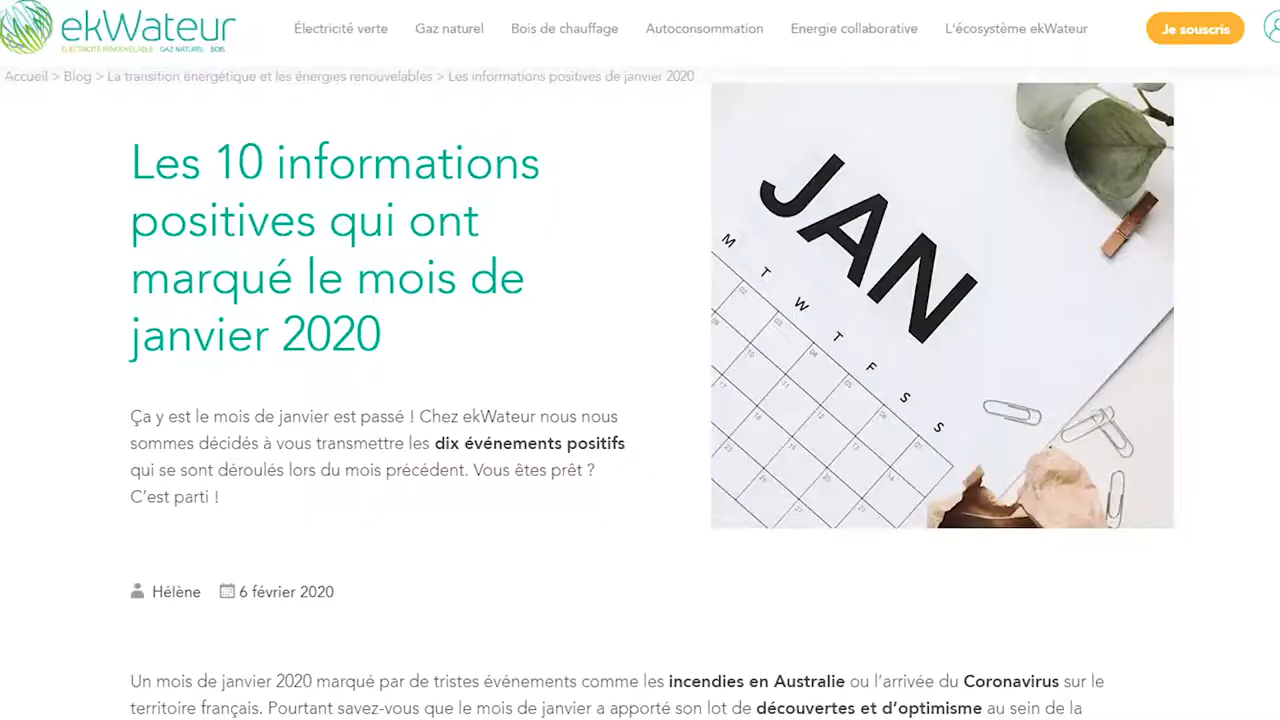 ekWateur
ÉLECTRICITÉ RENOUVELABLE GAZ NATUREL BOIS
Électricité verte
Gaz naturel
Bois de chauffage
Autoconsommation
Energie collaborative
L'écosystème ekWateur
Je souscris
Accueil > Blog > La transition énergétique et les énergies renouvelables > Les informations positives de janvier 2020
Les 10 informations
positives qui ont
marqué le mois de
janvier 2020
JAN
M T W T F S S
Ça y est le mois de janvier est passé ! Chez ekWateur nous nous
sommes décidés à vous transmettre les dix événements positifs
qui se sont déroulés lors du mois précédent. Vous êtes prêt ?
C'est parti !
Hélène 6 février 2020
Un mois de janvier 2020 marqué par de tristes événements comme les incendies en Australie ou l'arrivée du Coronavirus sur le
territoire français. Pourtant savez-vous que le mois de janvier a apporté son lot de découvertes et d'optimisme au sein de la